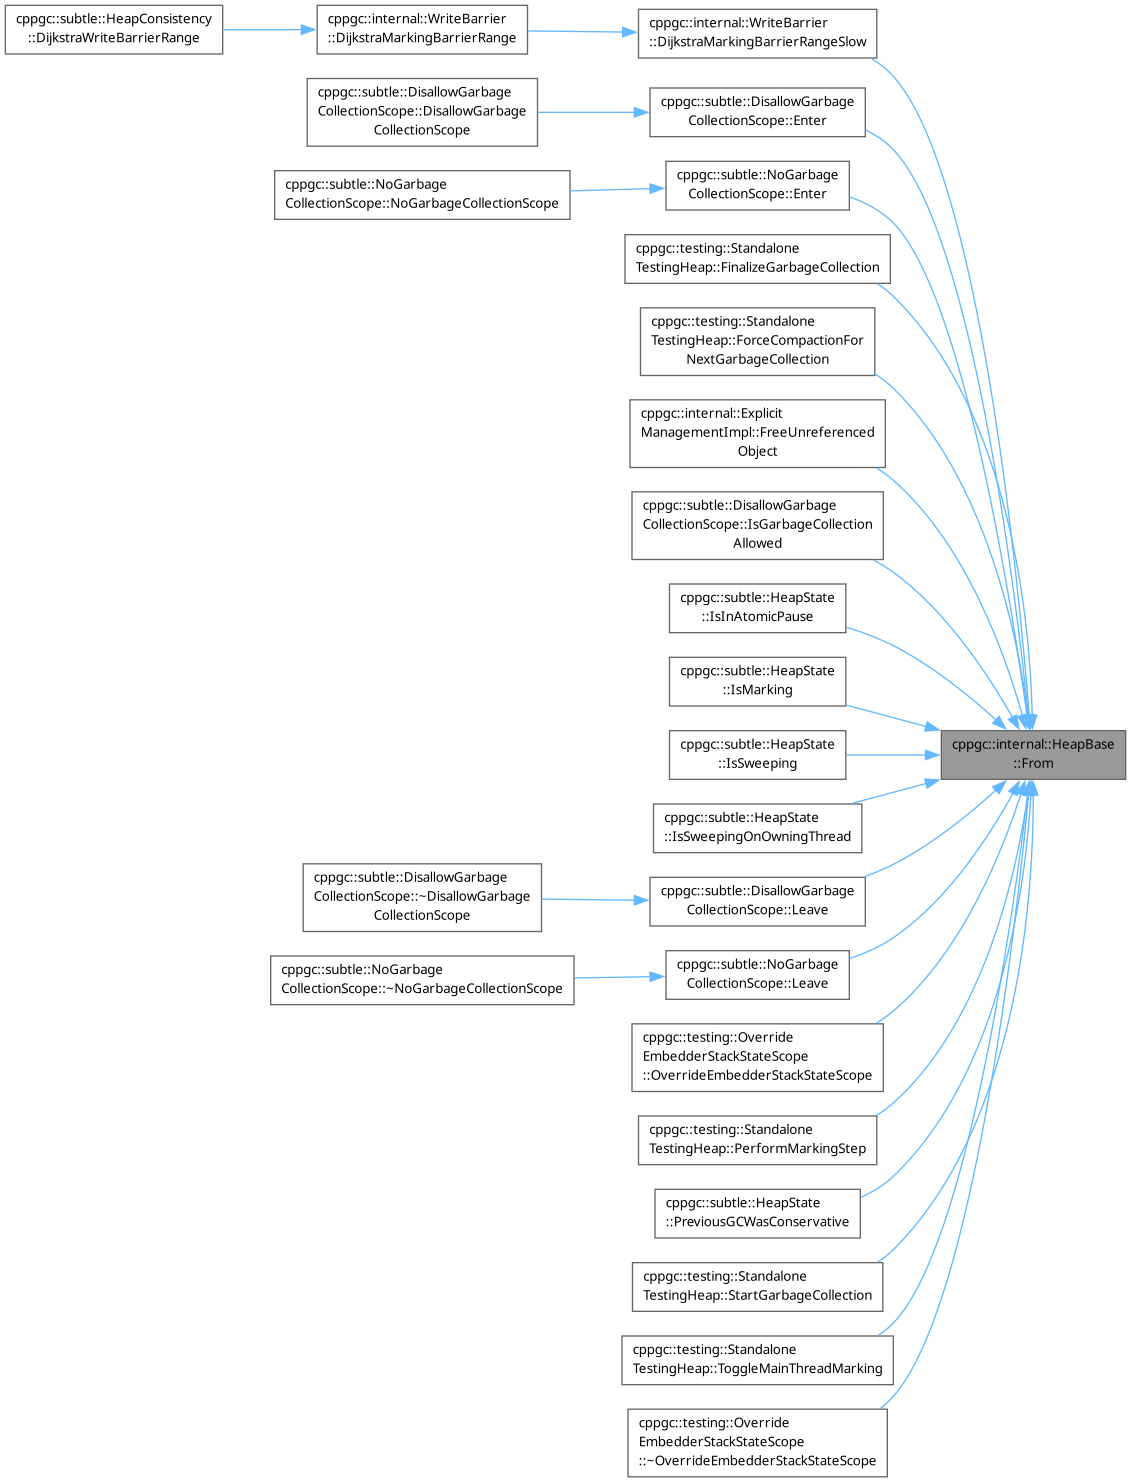 cppgc::subtle::HeapConsistency
::DijkstraWriteBarrierRange
cppgc::internal::WriteBarrier
::DijkstraMarkingBarrierRange
cppgc::internal::WriteBarrier
::DijkstraMarkingBarrierRangeSlow
cppgc::subtle::DisallowGarbage
CollectionScope::DisallowGarbage
CollectionScope
cppgc::subtle::DisallowGarbage
CollectionScope::Enter
cppgc::subtle::NoGarbage
CollectionScope::NoGarbageCollectionScope
cppgc::subtle::NoGarbage
CollectionScope::Enter
cppgc::testing::Standalone
TestingHeap::FinalizeGarbageCollection
cppgc::testing::Standalone
TestingHeap::ForceCompactionFor
NextGarbageCollection
cppgc::internal::Explicit
ManagementImpl::FreeUnreferenced
Object
cppgc::subtle::DisallowGarbage
CollectionScope::IsGarbageCollection
Allowed
cppgc::subtle::HeapState
::IsInAtomicPause
cppgc::subtle::HeapState
::IsMarking
cppgc::subtle::HeapState
::IsSweeping
cppgc::internal::HeapBase
::From
cppgc::subtle::HeapState
::IsSweepingOnOwningThread
cppgc::subtle::DisallowGarbage
CollectionScope::~DisallowGarbage
CollectionScope
cppgc::subtle::DisallowGarbage
CollectionScope::Leave
cppgc::subtle::NoGarbage
CollectionScope::~NoGarbageCollectionScope
cppgc::subtle::NoGarbage
CollectionScope::Leave
cppgc::testing::Override
EmbedderStackStateScope
::OverrideEmbedderStackStateScope
cppgc::testing::Standalone
TestingHeap::PerformMarkingStep
cppgc::subtle::HeapState
::PreviousGCWasConservative
cppgc::testing::Standalone
TestingHeap::StartGarbageCollection
cppgc::testing::Standalone
TestingHeap::ToggleMainThreadMarking
cppgc::testing::Override
EmbedderStackStateScope
::~OverrideEmbedderStackStateScope